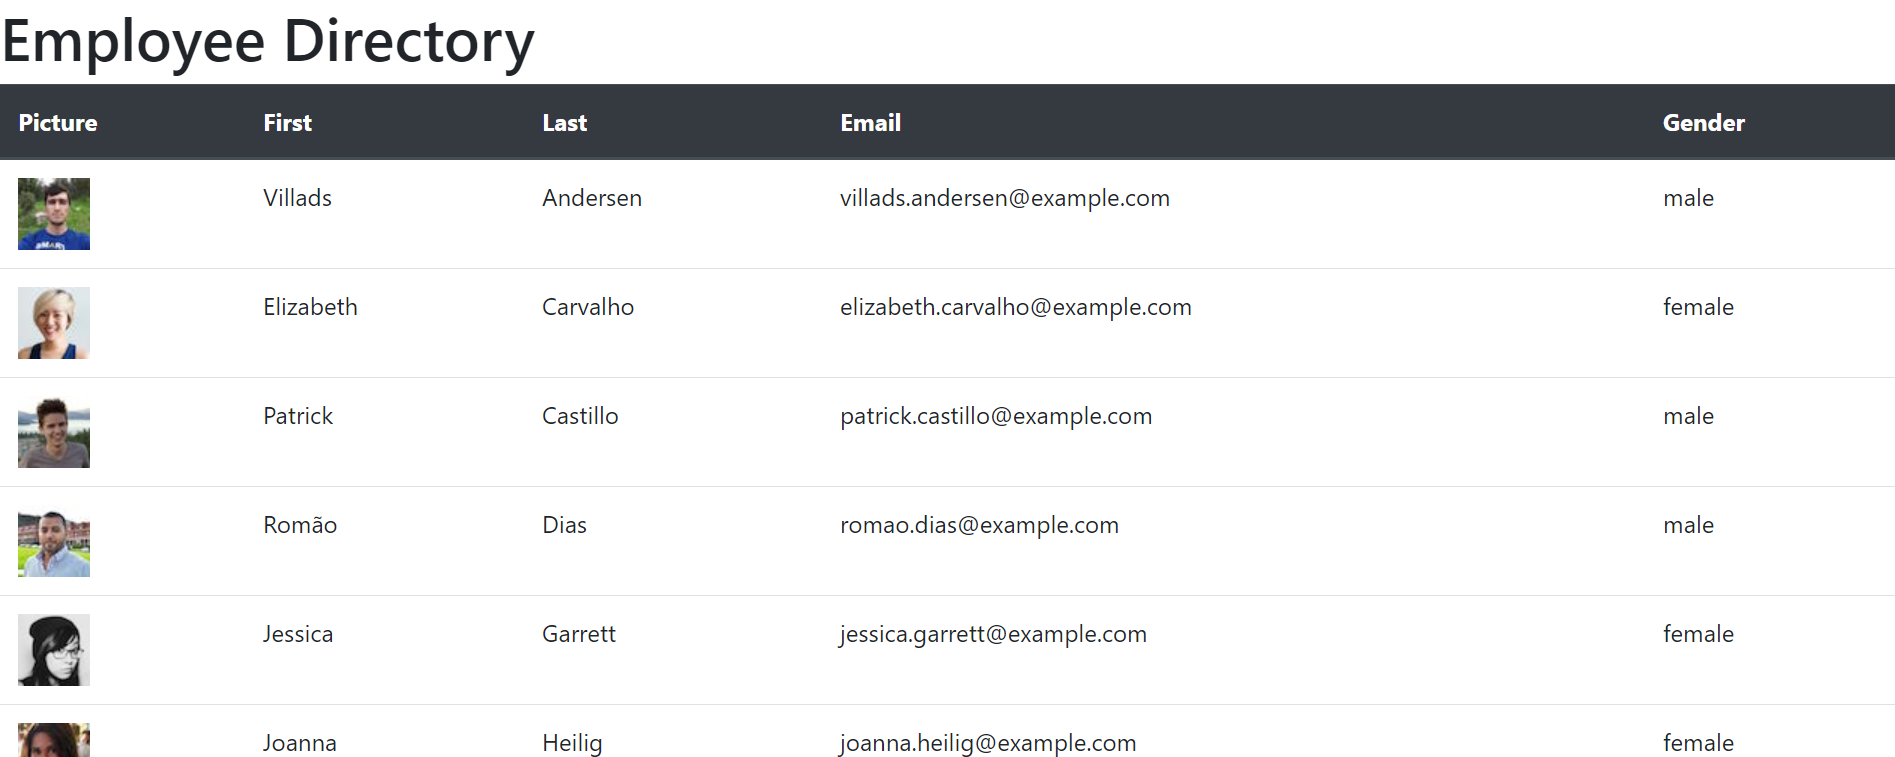 Employee Directory
Picture First Last Email Gender
Villads Andersen villads.andersen@example.com male
Elizabeth Carvalho elizabeth.carvalho@example.com female
Patrick Castillo patrick.castillo@example.com male
Romão Dias romao.dias@example.com male
Jessica Garrett jessica.garrett@example.com female
Joanna Heilig joanna.heilig@example.com female